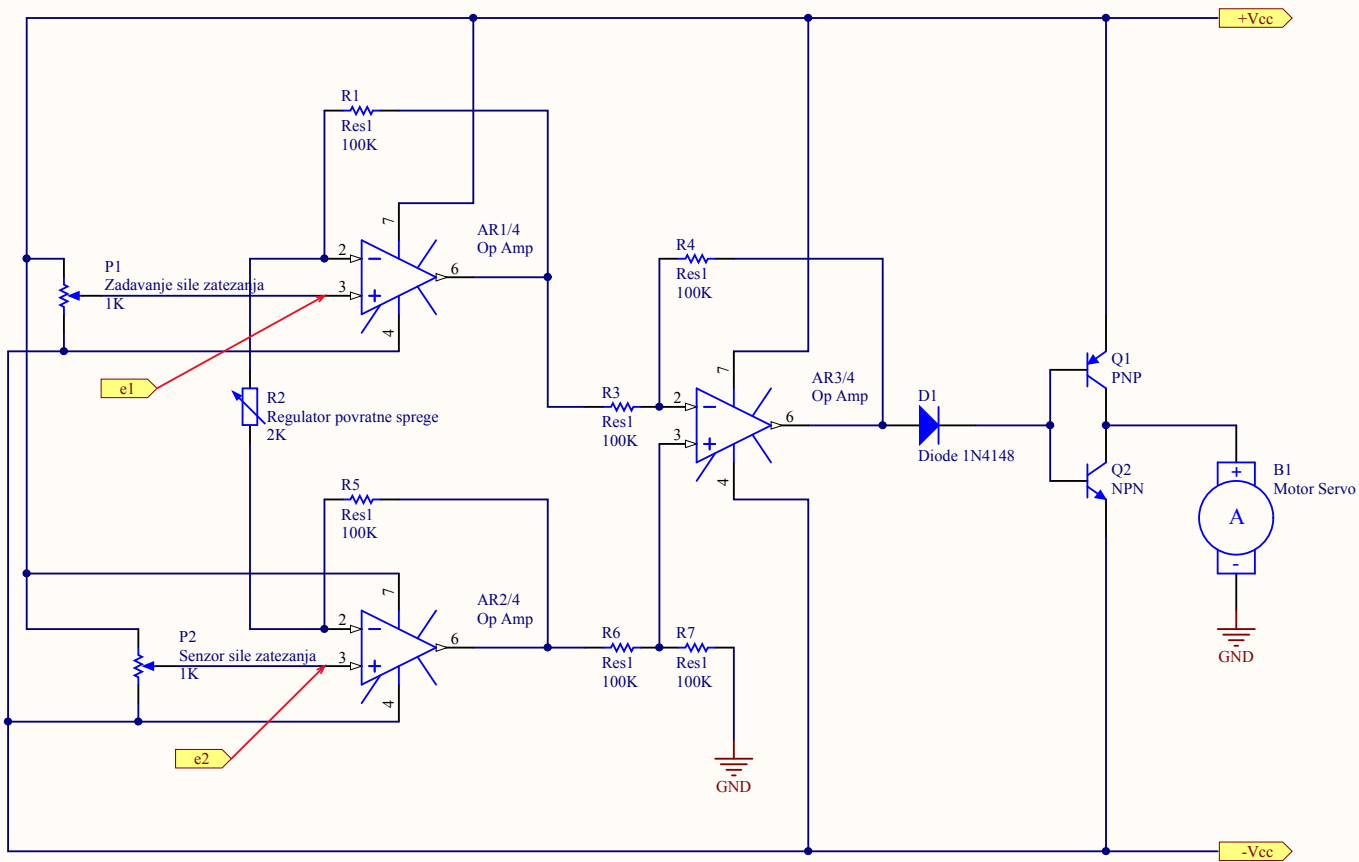 +Vcc
R1
Res1
100K
7
AR1/4
Op Amp
2
6
3
4
P1
Zadavanje sile zatezanja
1K
e1
R4
Res1
100K
R2
Regulator povratne sprege
2K
R3
Res1
100K
7
AR3/4
Op Amp
2
6
3
4
D1
Diode 1N4148
Q1
PNP
Q2
NPN
+
A
-
B1
Motor Servo
GND
R5
Res1
100K
7
AR2/4
Op Amp
2
6
3
4
P2
Senzor sile zatezanja
1K
e2
R6
Res1
100K
R7
Res1
100K
GND
-Vcc